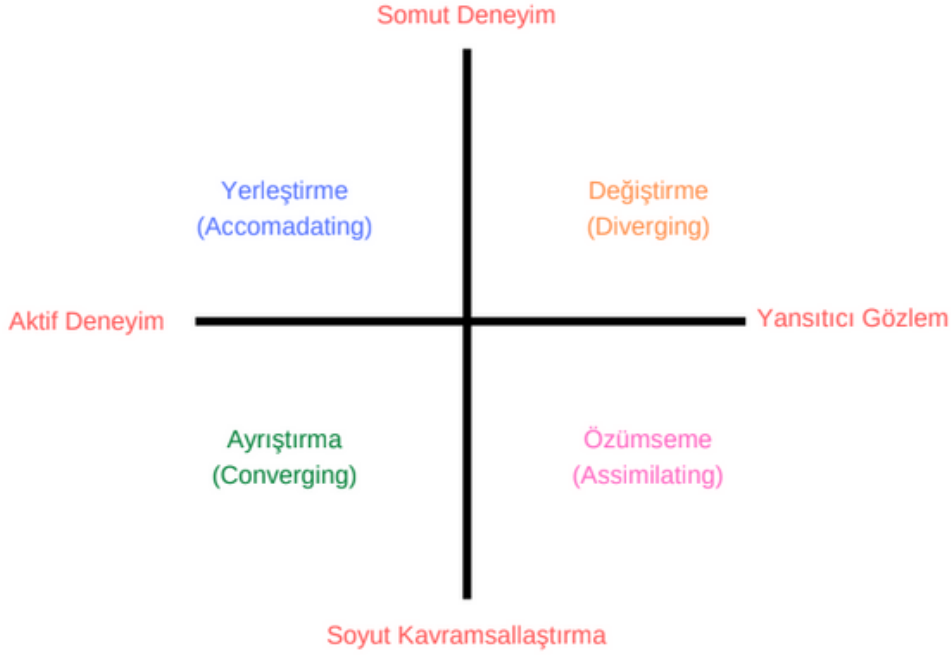 Somut Deneyim
Yerleştirme
(Accomadating)
Değiştirme
(Diverging)
Aktif Deneyim
Yansıtıcı Gözlem
Ayrıştırma
(Converging)
Özümseme
(Assimilating)
Soyut Kavramsallaştırma